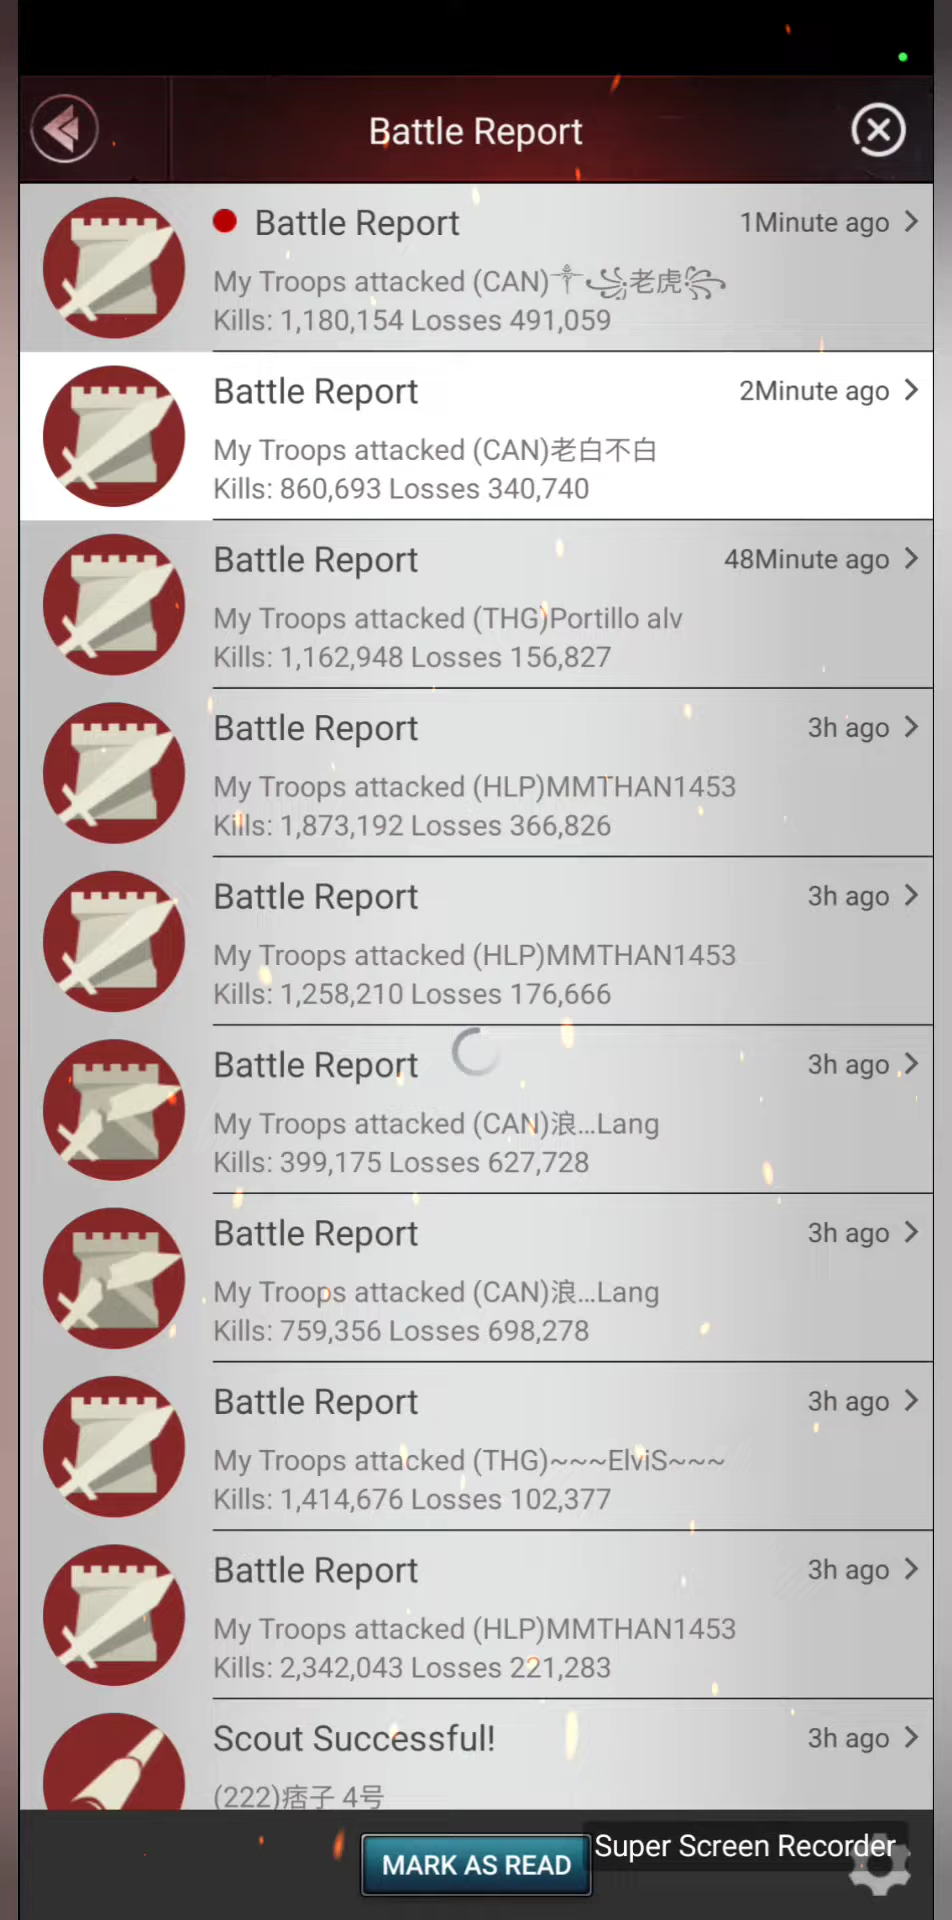 Battle Report
Battle Report
1Minute ago
My Troops attacked (CAN)༒꧁老虎꧂
Kills: 1,180,154 Losses 491,059
Battle Report
2Minute ago
My Troops attacked (CAN)老白不白
Kills: 860,693 Losses 340,740
Battle Report
48Minute ago
My Troops attacked (THG)Portillo alv
Kills: 1,162,948 Losses 156,827
Battle Report
3h ago
My Troops attacked (HLP)MMTHAN1453
Kills: 1,873,192 Losses 366,826
Battle Report
3h ago
My Troops attacked (HLP)MMTHAN1453
Kills: 1,258,210 Losses 176,666
Battle Report
3h ago
My Troops attacked (CAN)浪...Lang
Kills: 399,175 Losses 627,728
Battle Report
3h ago
My Troops attacked (CAN)浪...Lang
Kills: 759,356 Losses 698,278
Battle Report
3h ago
My Troops attacked (THG)~~~ElviS~~~
Kills: 1,414,676 Losses 102,377
Battle Report
3h ago
My Troops attacked (HLP)MMTHAN1453
Kills: 2,342,043 Losses 221,283
Scout Successful!
3h ago
(222)痞子 4号
MARK AS READ
Super Screen Recorder